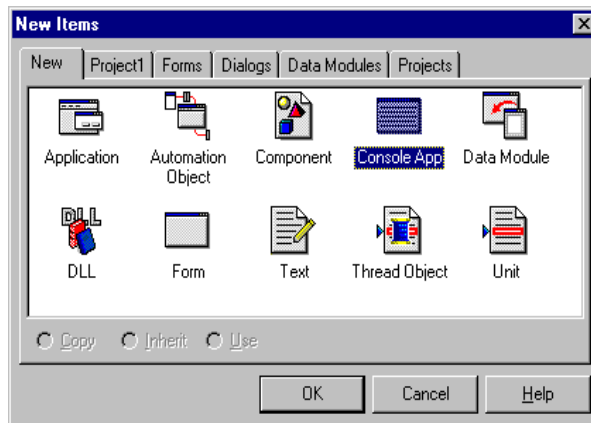 New Items
New Project1 Forms Dialogs Data Modules Projects
Application Automation Object Component Console App Data Module
DLL DLL Form Text Thread Object Unit
Copy Inherit Use
OK Cancel Help